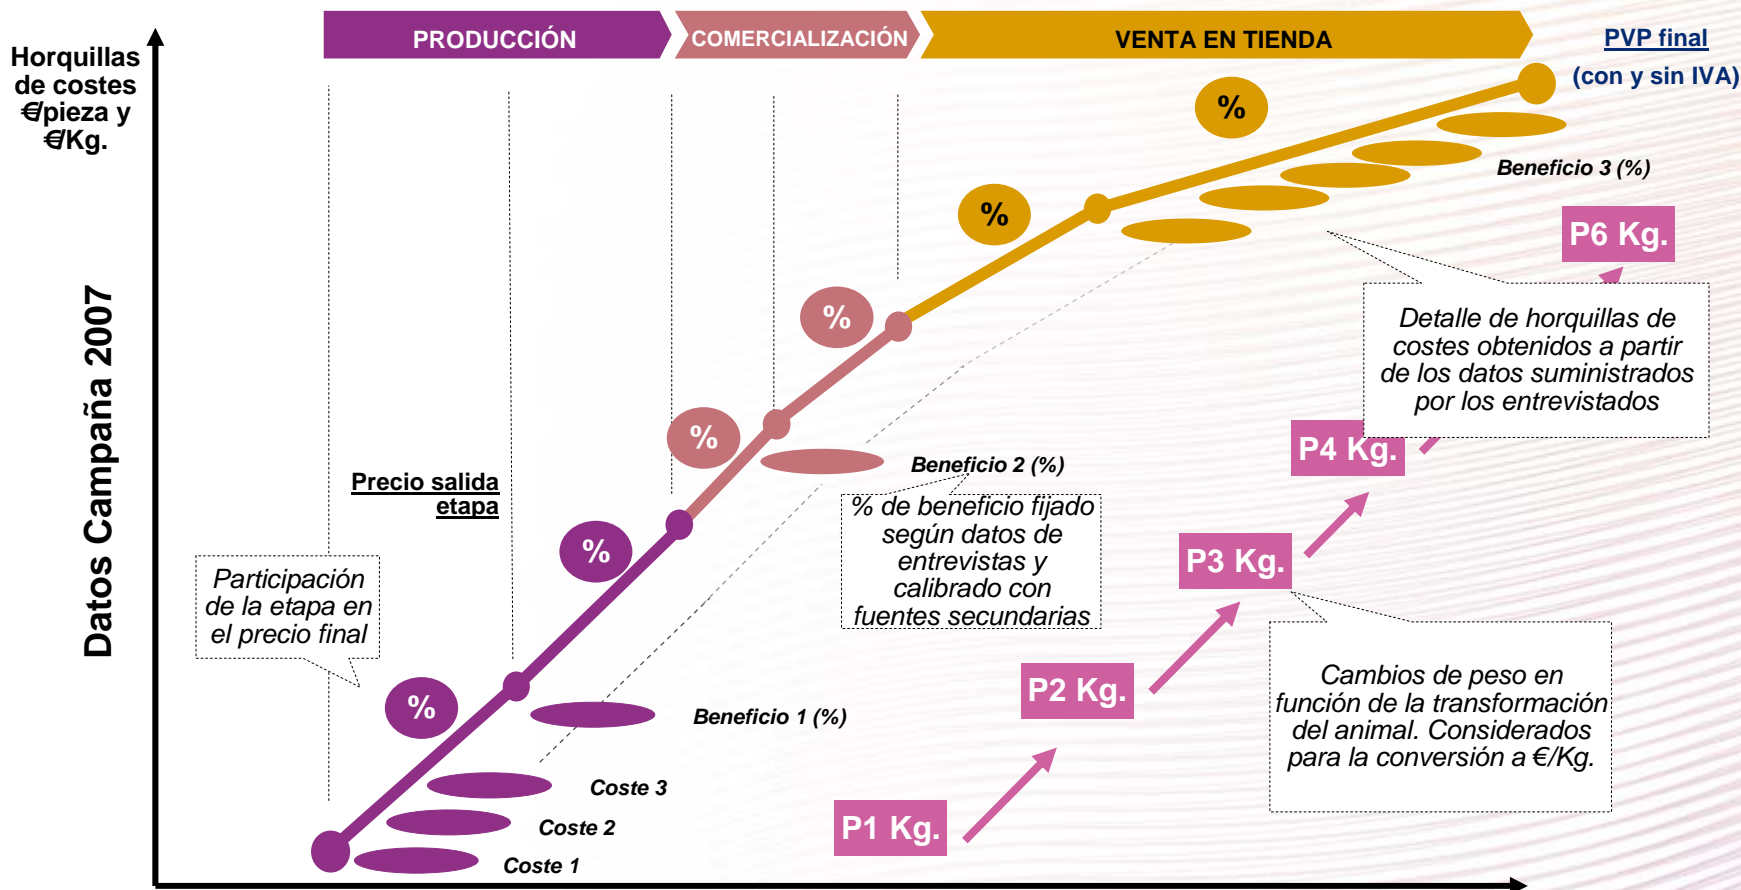 PRODUCCIÓN
COMERCIALIZACIÓN
VENTA EN TIENDA
PVP final
(con y sin IVA)
Horquillas
de costes
€/pieza y
€/Kg.
Datos Campaña 2007
%
%
Beneficio 3 (%)
P6 Kg.
%
%
Detalle de horquillas de
costes obtenidos a partir
de los datos suministrados
por los entrevistados
P4 Kg.
Beneficio 2 (%)
% de beneficio fijado
según datos de
entrevistas y
calibrado con
fuentes secundarias
Precio salida
etapa
%
P3 Kg.
Participación
de la etapa en
el precio final
%
P2 Kg.
Cambios de peso en
función de la transformación
del animal. Considerados
para la conversión a €/Kg.
Beneficio 1 (%)
Coste 3
Coste 2
Coste 1
P1 Kg.